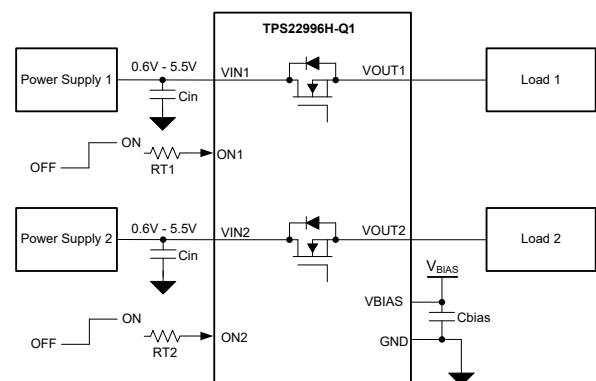 TPS22996H-Q1
Power Supply 1
0.6V - 5.5V
VIN1
VOUT1
Load 1
Cin
ON
OFF
RT1
ON1
Power Supply 2
0.6V - 5.5V
VIN2
VOUT2
Load 2
Cin
VBIAS
VBIAS
Cbias
ON
OFF
RT2
ON2
GND